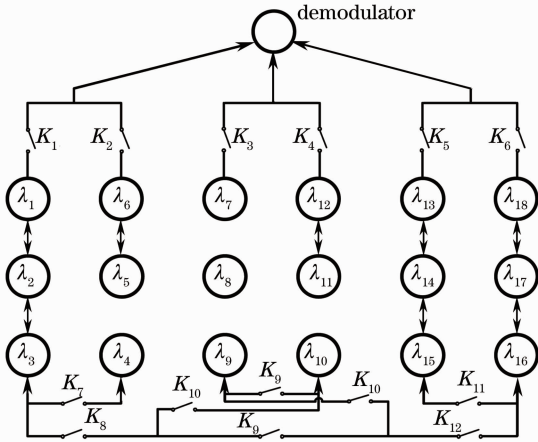 demodulator
K₁ K₂ K₃ K₄ K₅ K₆
λ₁ λ₆ λ₇ λ₁₂ λ₁₃ λ₁₈
λ₂ λ₅ λ₈ λ₁₁ λ₁₄ λ₁₇
λ₃ λ₄ λ₉ λ₁₀ λ₁₅ λ₁₆
K₇ K₁₀ K₉ K₁₀ K₁₁
K₈ K₉ K₁₂